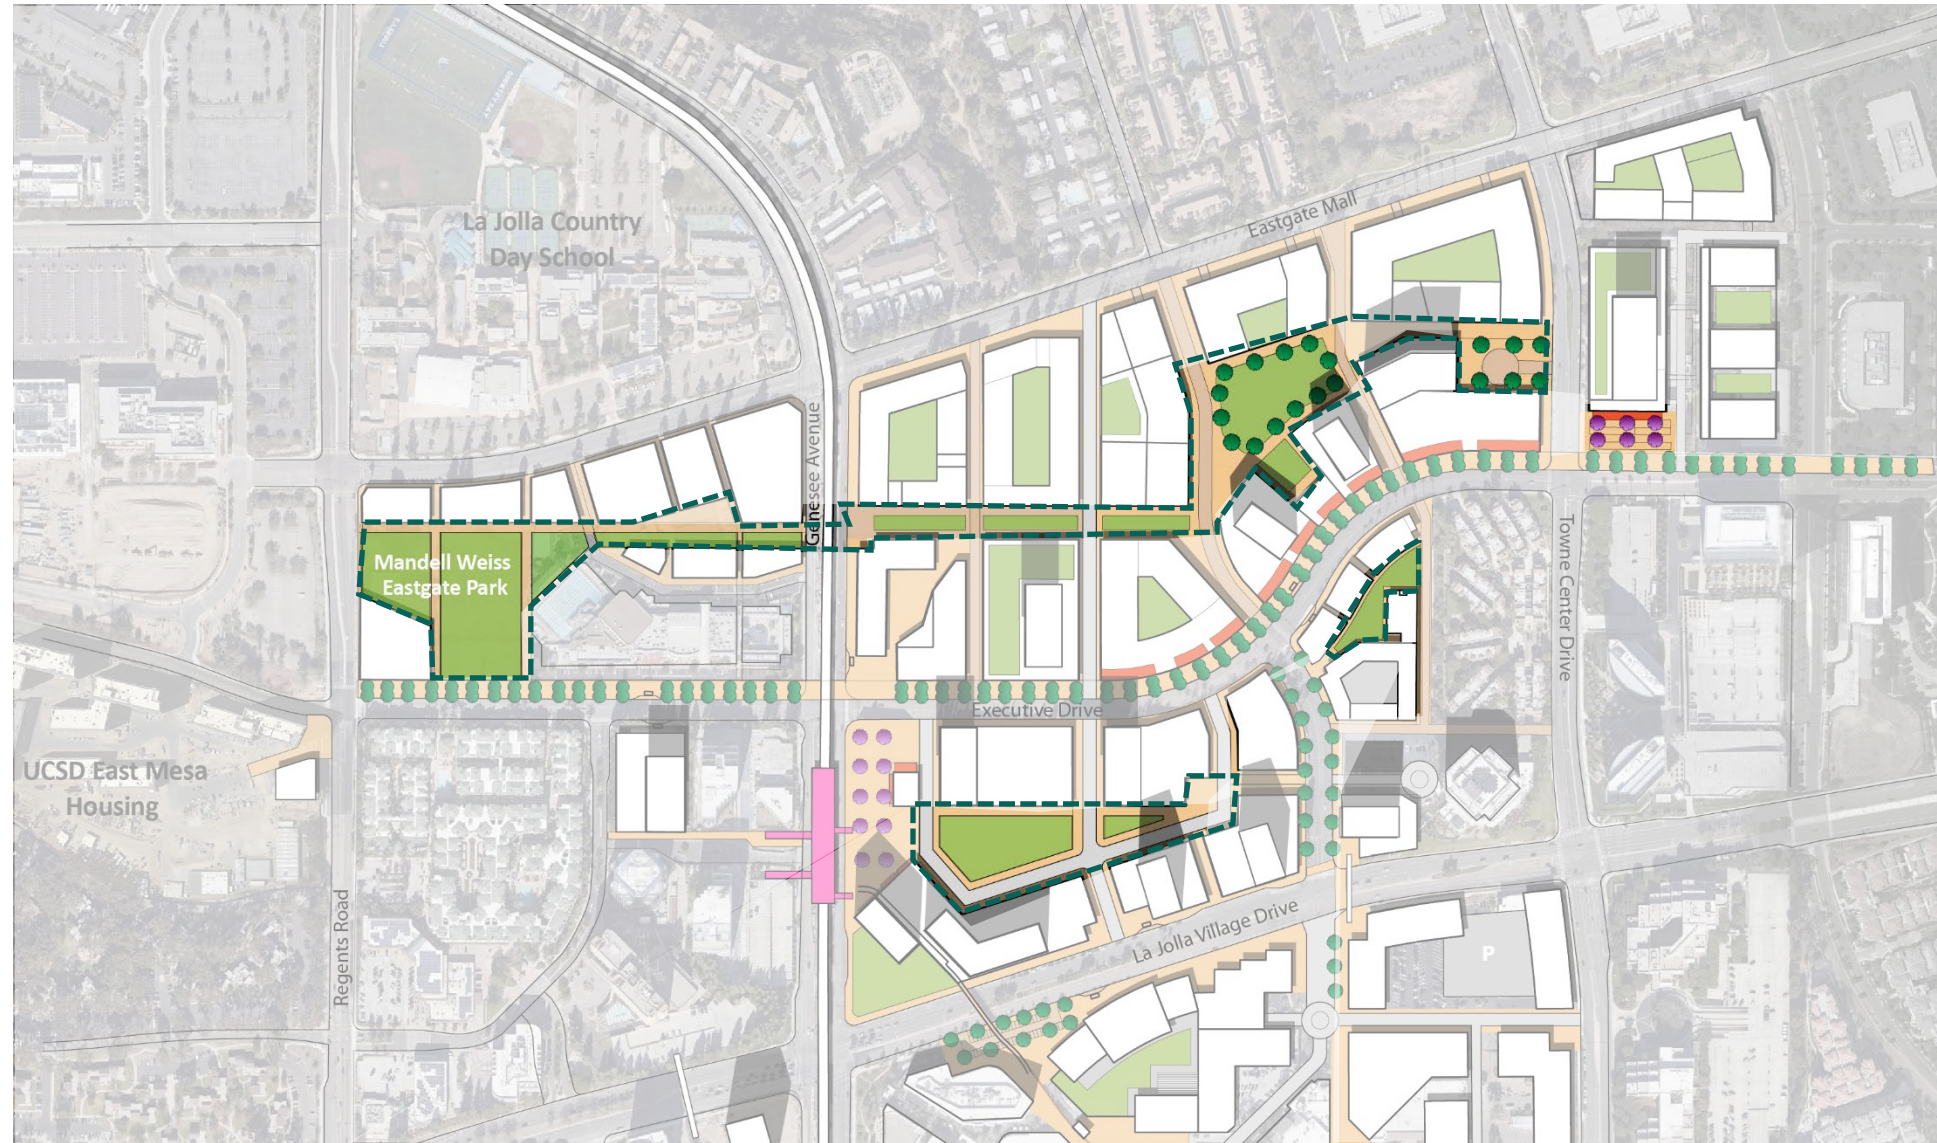 La Jolla Country
Day School
Eastgate Mall
Genesee Avenue
Mandell Weiss
Eastgate Park
Towne Center Drive
Executive Drive
UCSD East Mesa
Housing
Regents Road
La Jolla Village Drive
P